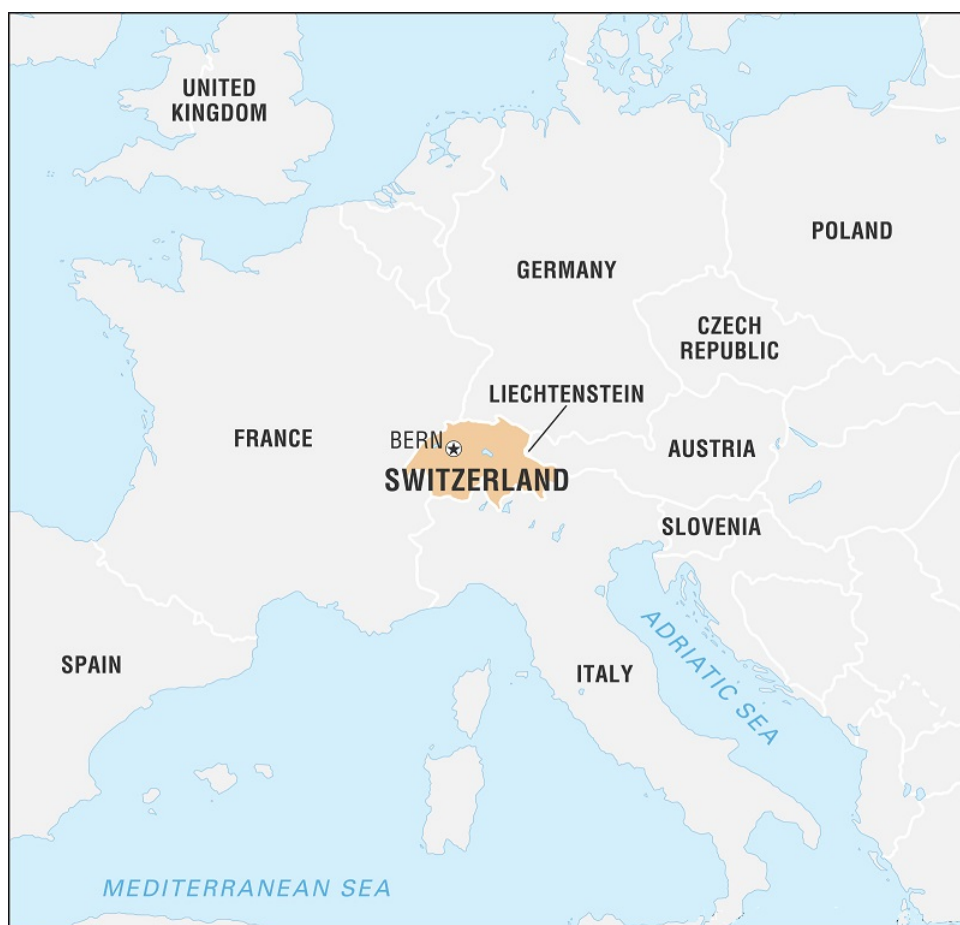 UNITED
KINGDOM
POLAND
GERMANY
CZECH
REPUBLIC
LIECHTENSTEIN
FRANCE
BERN
AUSTRIA
SWITZERLAND
SLOVENIA
ADRIATIC SEA
SPAIN
ITALY
MEDITERRANEAN SEA